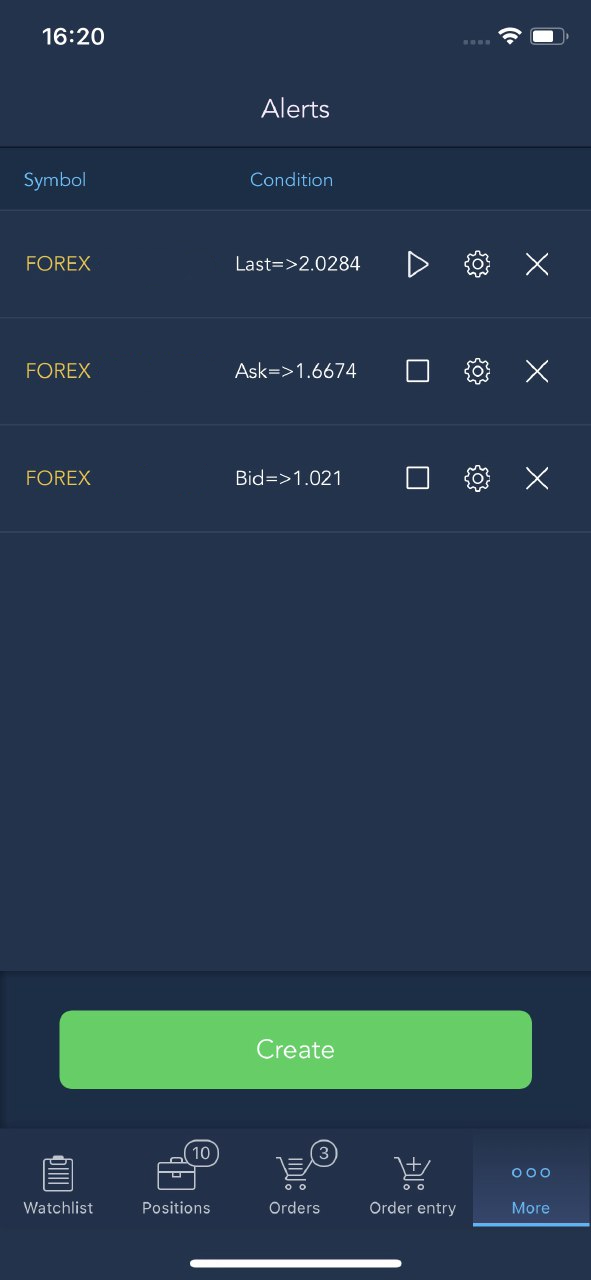 16:20
Alerts
Symbol Condition
FOREX Last=>2.0284
FOREX Ask=>1.6674
FOREX Bid=>1.021
Create
10 3
Watchlist Positions Orders Order entry More